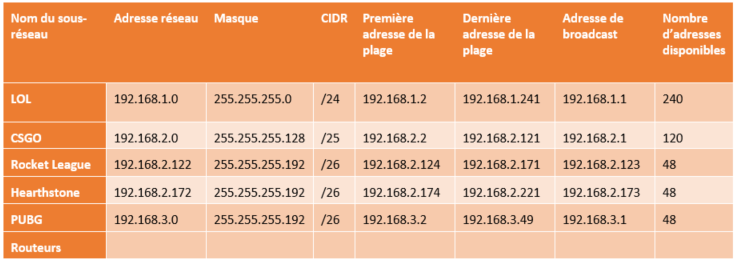 Nom du sous-réseau Adresse réseau Masque CIDR Première adresse de la plage Dernière adresse de la plage Adresse de broadcast Nombre d'adresses disponibles
LOL 192.168.1.0 255.255.255.0 /24 192.168.1.2 192.168.1.241 192.168.1.1 240
CSGO 192.168.2.0 255.255.255.128 /25 192.168.2.2 192.168.2.121 192.168.2.1 120
Rocket League 192.168.2.122 255.255.255.192 /26 192.168.2.124 192.168.2.171 192.168.2.123 48
Hearthstone 192.168.2.172 255.255.255.192 /26 192.168.2.174 192.168.2.221 192.168.2.173 48
PUBG 192.168.3.0 255.255.255.192 /26 192.168.3.2 192.168.3.49 192.168.3.1 48
Routeurs